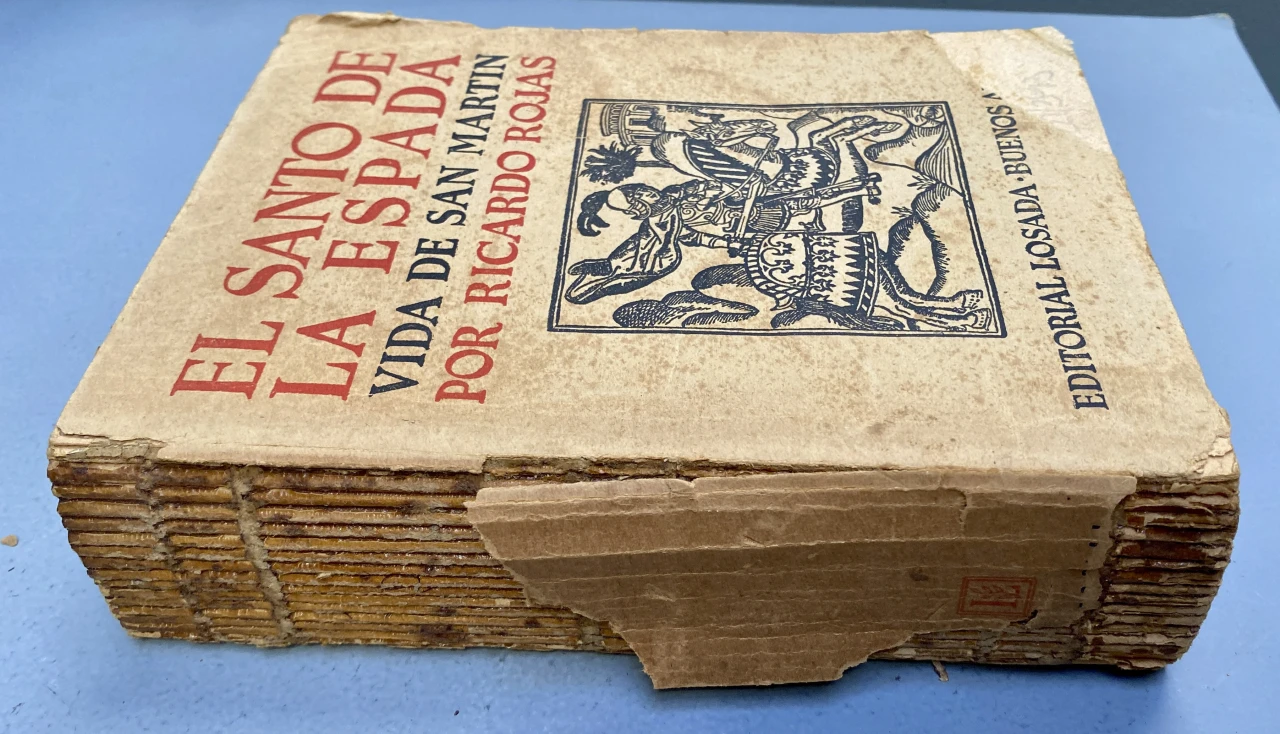 EL SANTO DE
LA ESPADA
VIDA DE SAN MARTIN
POR RICARDO ROJAS
EDITORIAL LOSADA·BUENOS A
L